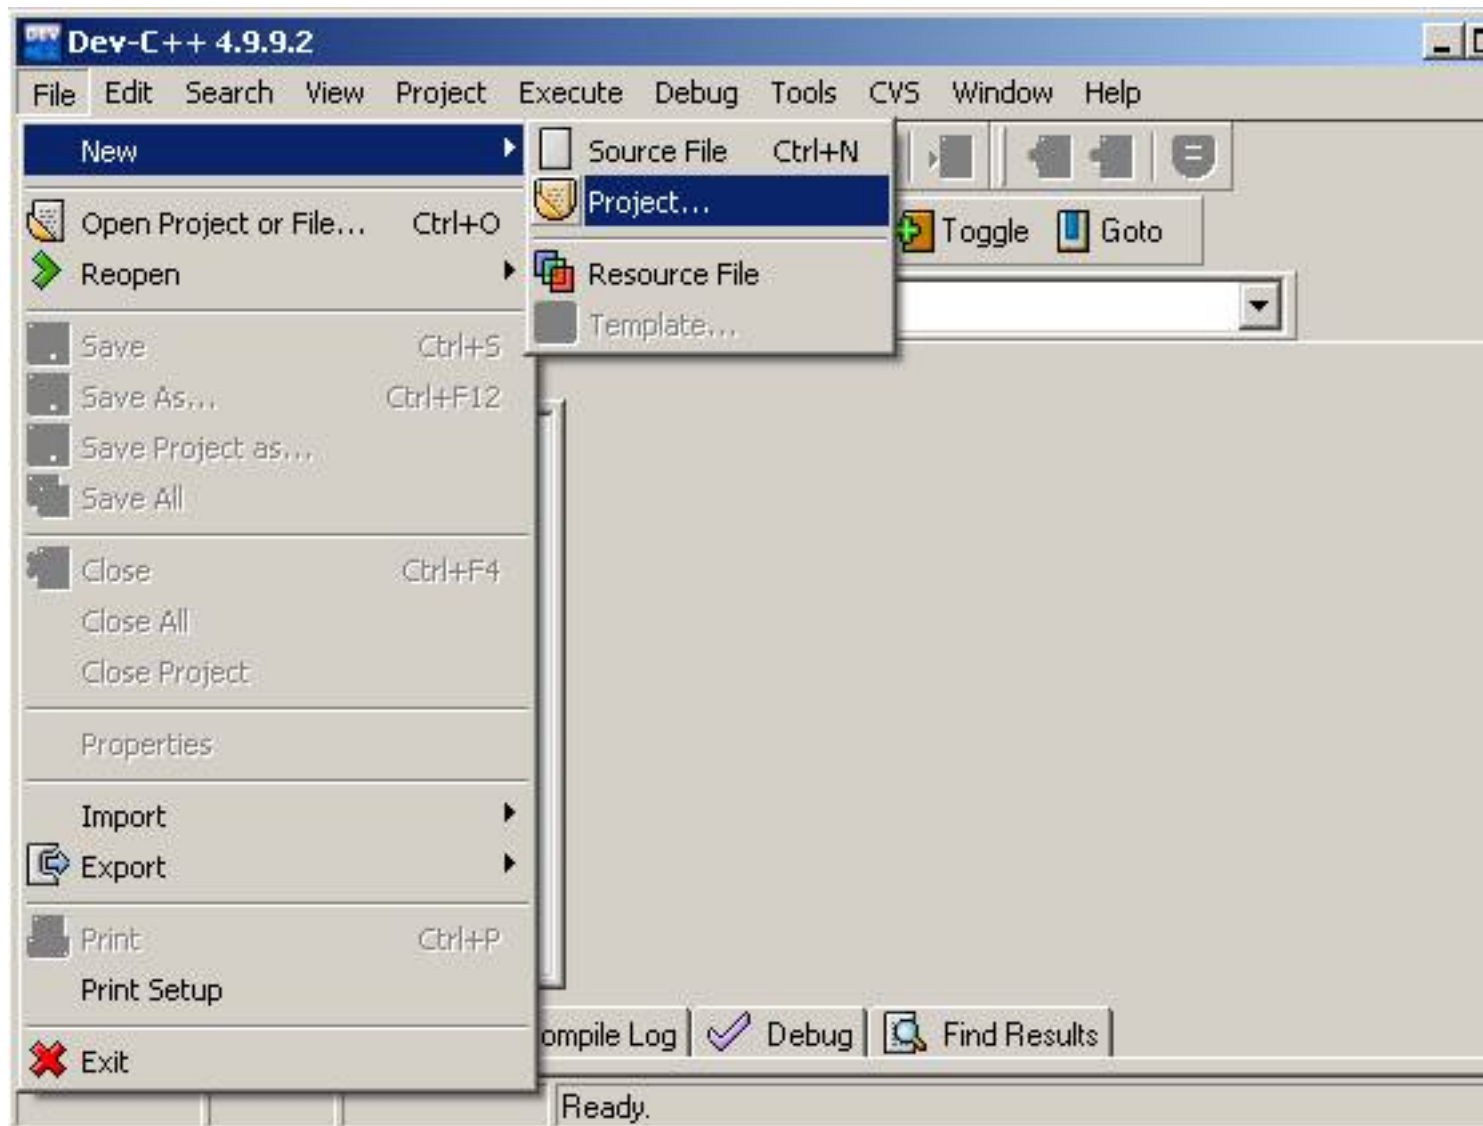 DEV Dev-C++ 4.9.9.2
File Edit Search View Project Execute Debug Tools CVS Window Help
New
Source File Ctrl+N
Project...
Resource File
Template...
Toggle Goto
Open Project or File... Ctrl+O
Reopen
Save Ctrl+S
Save As... Ctrl+F12
Save Project as...
Save All
Close Ctrl+F4
Close All
Close Project
Properties
Import
Export
Print Ctrl+P
Print Setup
Exit
ompile Log Debug Find Results
Ready.